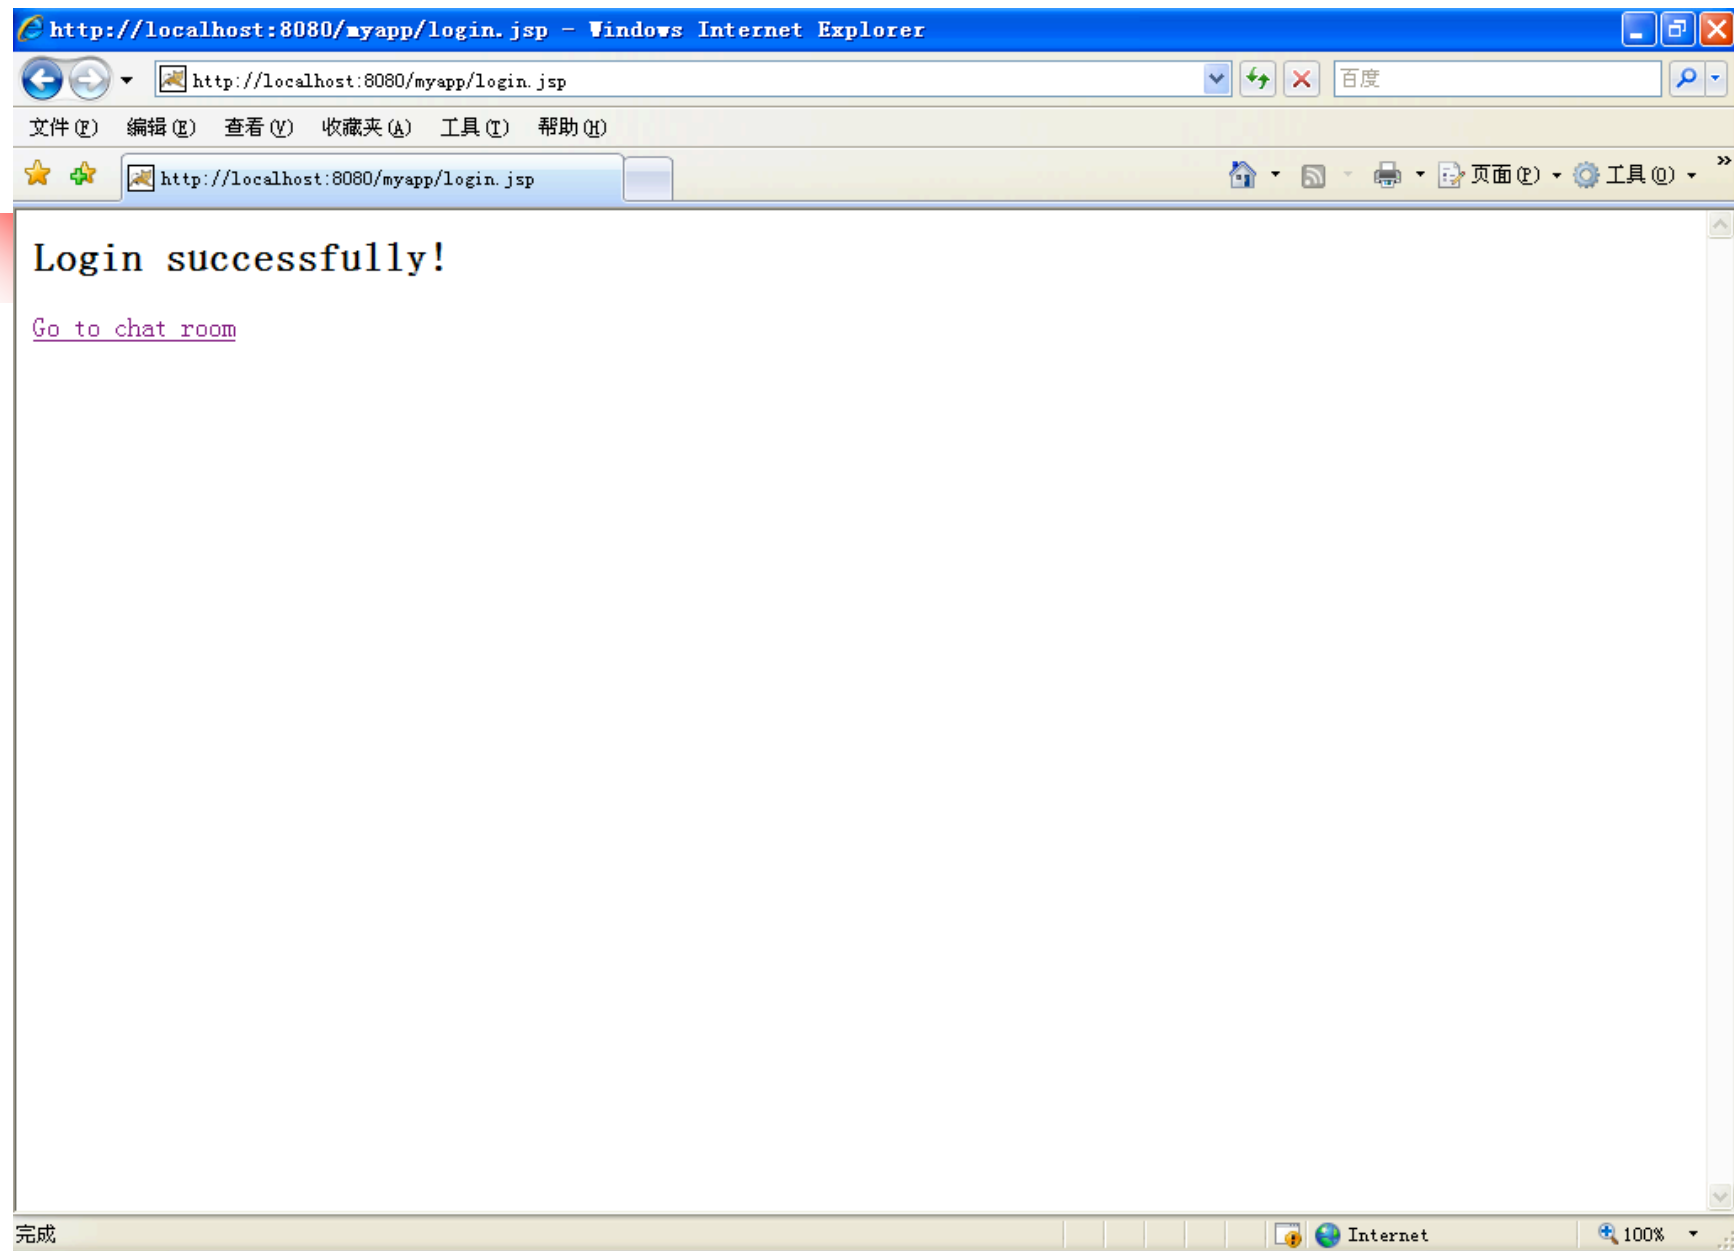 http://localhost:8080/myapp/login.jsp - Windows Internet Explorer
http://localhost:8080/myapp/login.jsp 百度
文件(F) 编辑(E) 查看(V) 收藏夹(A) 工具(T) 帮助(H)
http://localhost:8080/myapp/login.jsp 页面(P) 工具(O) »
Login successfully!
Go to chat room
完成 Internet 100%